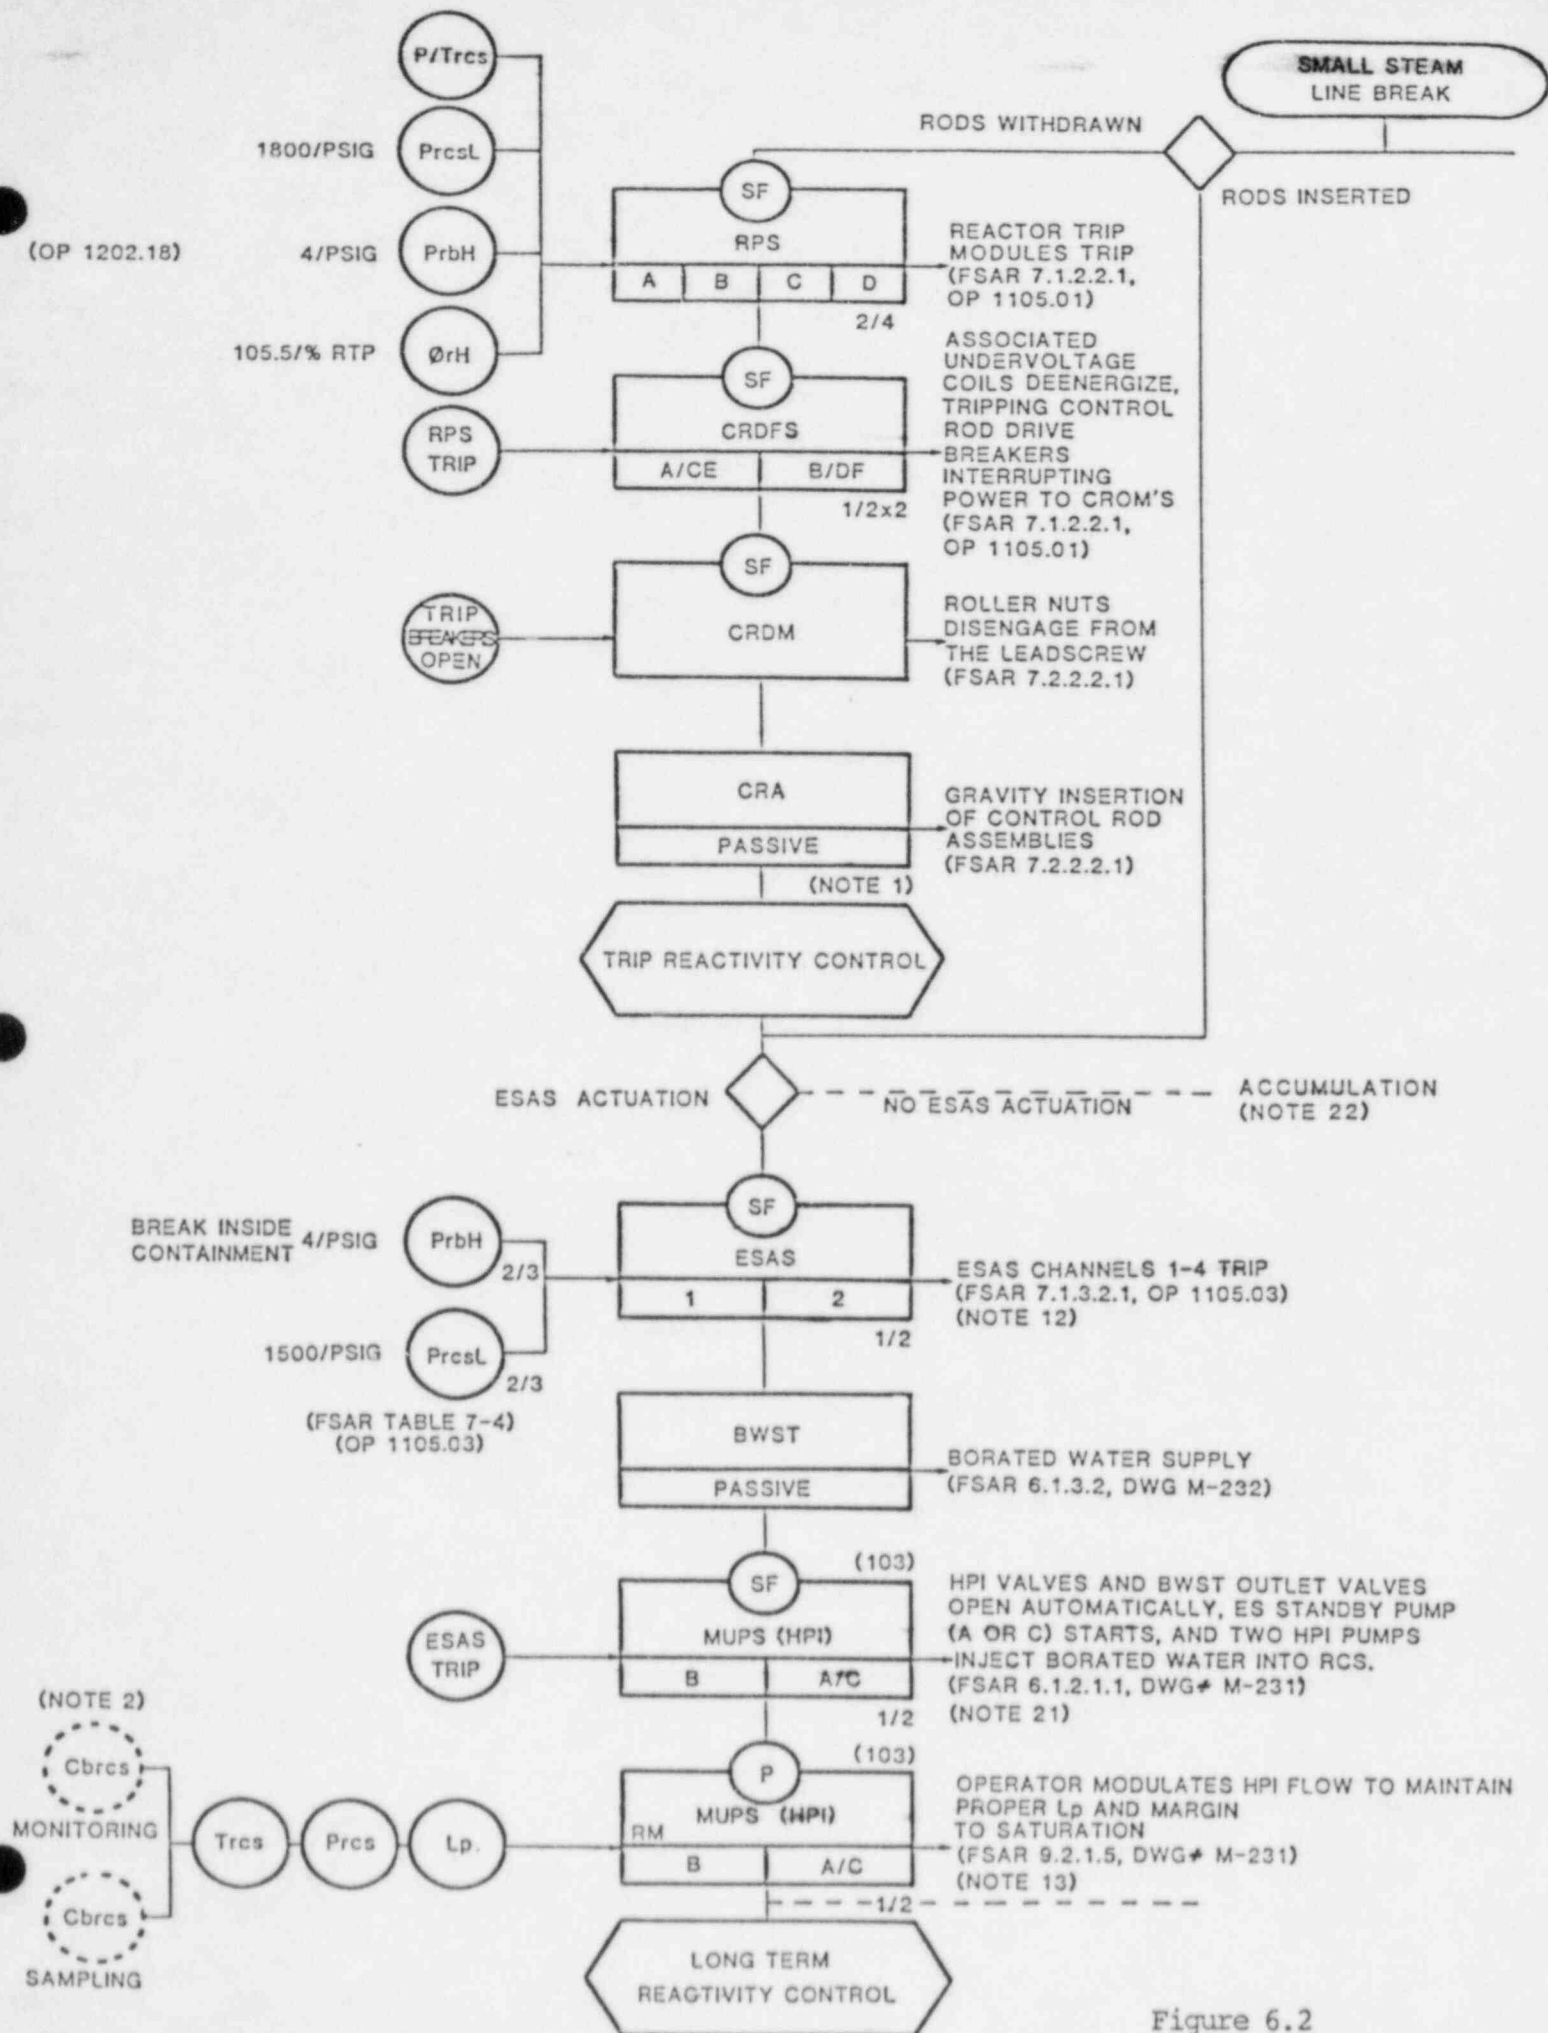 P/Trcs
SMALL STEAM
LINE BREAK
RODS WITHDRAWN
1800/PSIG
PrcsL
RODS INSERTED
(OP 1202.18)
4/PSIG
PrbH
SF
RPS
A B C D
2/4
REACTOR TRIP
MODULES TRIP
(FSAR 7.1.2.2.1,
OP 1105.01)
105.5/% RTP
ØrH
RPS
TRIP
SF
CRDFS
A/CE B/DF
1/2x2
ASSOCIATED
UNDERVOLTAGE
COILS DEENERGIZE,
TRIPPING CONTROL
ROD DRIVE
BREAKERS
INTERRUPTING
POWER TO CROM'S
(FSAR 7.1.2.2.1,
OP 1105.01)
TRIP
BREAKERS
OPEN
SF
CRDM
ROLLER NUTS
DISENGAGE FROM
THE LEADSCREW
(FSAR 7.2.2.2.1)
CRA
PASSIVE
(NOTE 1)
GRAVITY INSERTION
OF CONTROL ROD
ASSEMBLIES
(FSAR 7.2.2.2.1)
TRIP REACTIVITY CONTROL
ESAS ACTUATION
NO ESAS ACTUATION
ACCUMULATION
(NOTE 22)
BREAK INSIDE
CONTAINMENT
4/PSIG
PrbH
2/3
1500/PSIG
PrcsL
2/3
(FSAR TABLE 7-4)
(OP 1105.03)
SF
ESAS
1 2
1/2
ESAS CHANNELS 1-4 TRIP
(FSAR 7.1.3.2.1, OP 1105.03)
(NOTE 12)
BWST
PASSIVE
BORATED WATER SUPPLY
(FSAR 6.1.3.2, DWG M-232)
ESAS
TRIP
SF
(103)
MUPS (HPI)
B A/C
1/2
HPI VALVES AND BWST OUTLET VALVES
OPEN AUTOMATICALLY, ES STANDBY PUMP
(A OR C) STARTS, AND TWO HPI PUMPS
INJECT BORATED WATER INTO RCS.
(FSAR 6.1.2.1.1, DWG# M-231)
(NOTE 21)
(NOTE 2)
Cbrcs
MONITORING
Trcs
Prcs
Lp.
Cbrcs
SAMPLING
P
(103)
MUPS (HPI)
RM
B A/C
1/2
OPERATOR MODULATES HPI FLOW TO MAINTAIN
PROPER Lp AND MARGIN
TO SATURATION
(FSAR 9.2.1.5, DWG# M-231)
(NOTE 13)
LONG TERM
REACTIVITY CONTROL
Figure 6.2